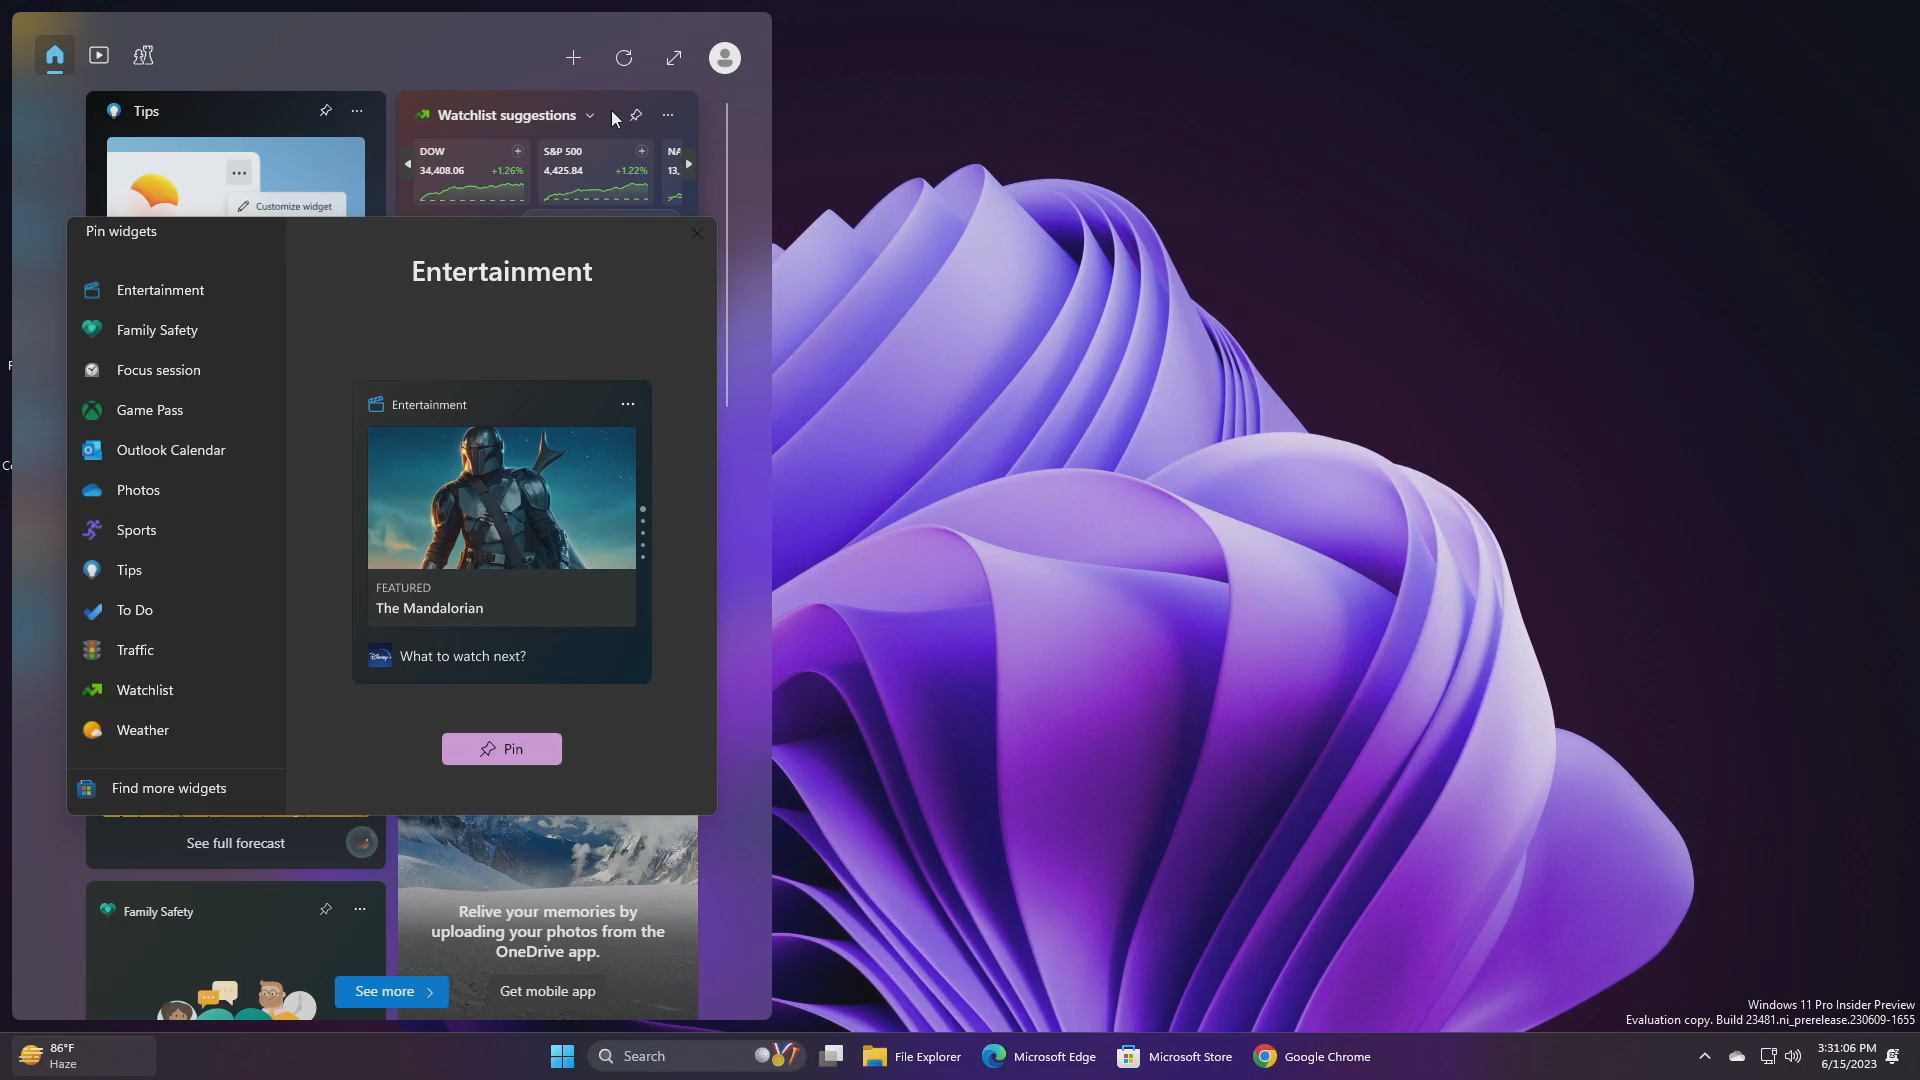 Tips
Watchlist suggestions
DOW
34,408.06 +1.26%
S&P 500
4,425.84 +1.22%
13,
Customize widget
Pin widgets
Entertainment
Family Safety
Focus session
Game Pass
Outlook Calendar
Photos
Sports
Tips
To Do
Traffic
Watchlist
Weather
Find more widgets
Entertainment
Entertainment
FEATURED
The Mandalorian
Disney+
What to watch next?
Pin
See full forecast
Family Safety
Relive your memories by
uploading your photos from the
OneDrive app.
See more
Get mobile app
Windows 11 Pro Insider Preview
Evaluation copy. Build 23481.ni_prerelease.230609-1655
86°F
Haze
Search
File Explorer
Microsoft Edge
Microsoft Store
Google Chrome
3:31:06 PM
6/15/2023